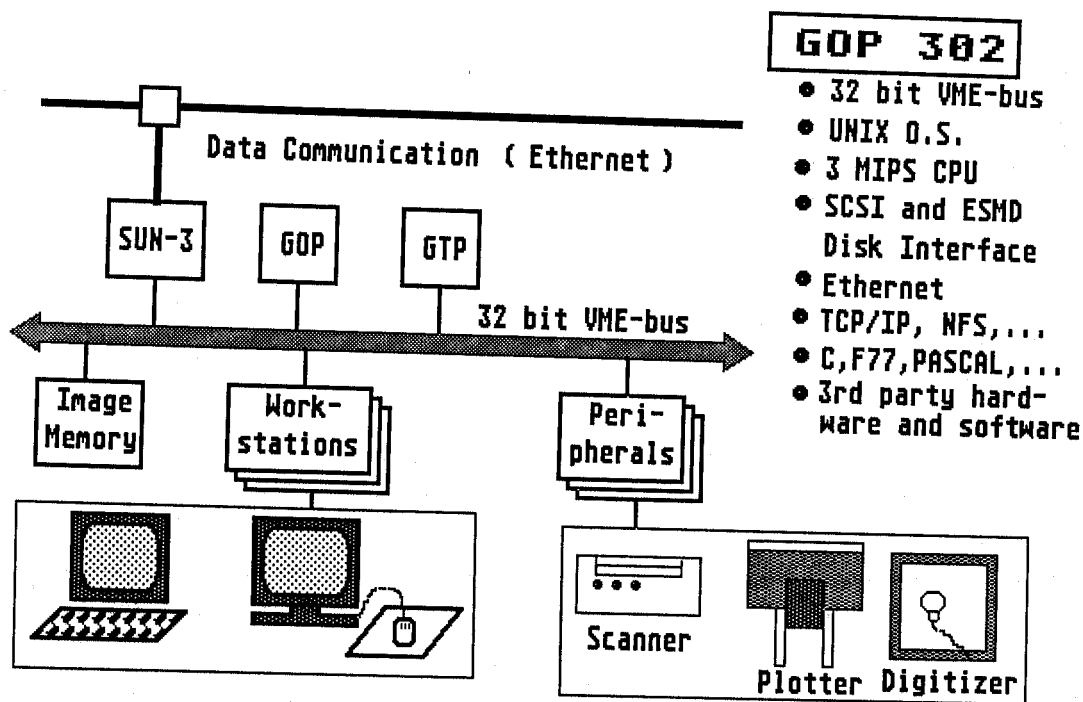 GOP 302
● 32 bit VME-bus
● UNIX O.S.
● 3 MIPS CPU
● SCSI and ESMD
Disk Interface
● Ethernet
● TCP/IP, NFS,...
● C,F77,PASCAL,...
● 3rd party hard-
ware and software
Data Communication ( Ethernet )
SUN-3
GOP
GTP
32 bit VME-bus
Image
Memory
Work-
stations
Peri-
pherals
Scanner
Plotter
Digitizer